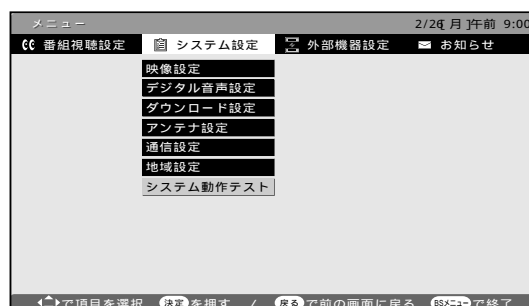 メニュー 2/26[月]午前 9:00
番組視聴設定 システム設定 外部機器設定 お知らせ
映像設定
デジタル音声設定
ダウンロード設定
アンテナ設定
通信設定
地域設定
システム動作テスト
で項目を選択 決定を押す / 戻るで前の画面に戻る BSメニューで終了